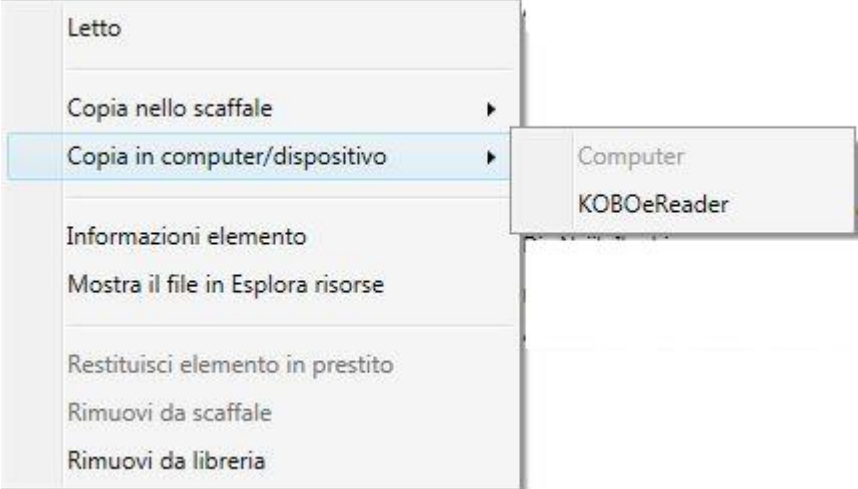 Letto
Copia nello scaffale
Copia in computer/dispositivo
Computer
KOBOeReader
Informazioni elemento
Mostra il file in Esplora risorse
Restituisci elemento in prestito
Rimuovi da scaffale
Rimuovi da libreria